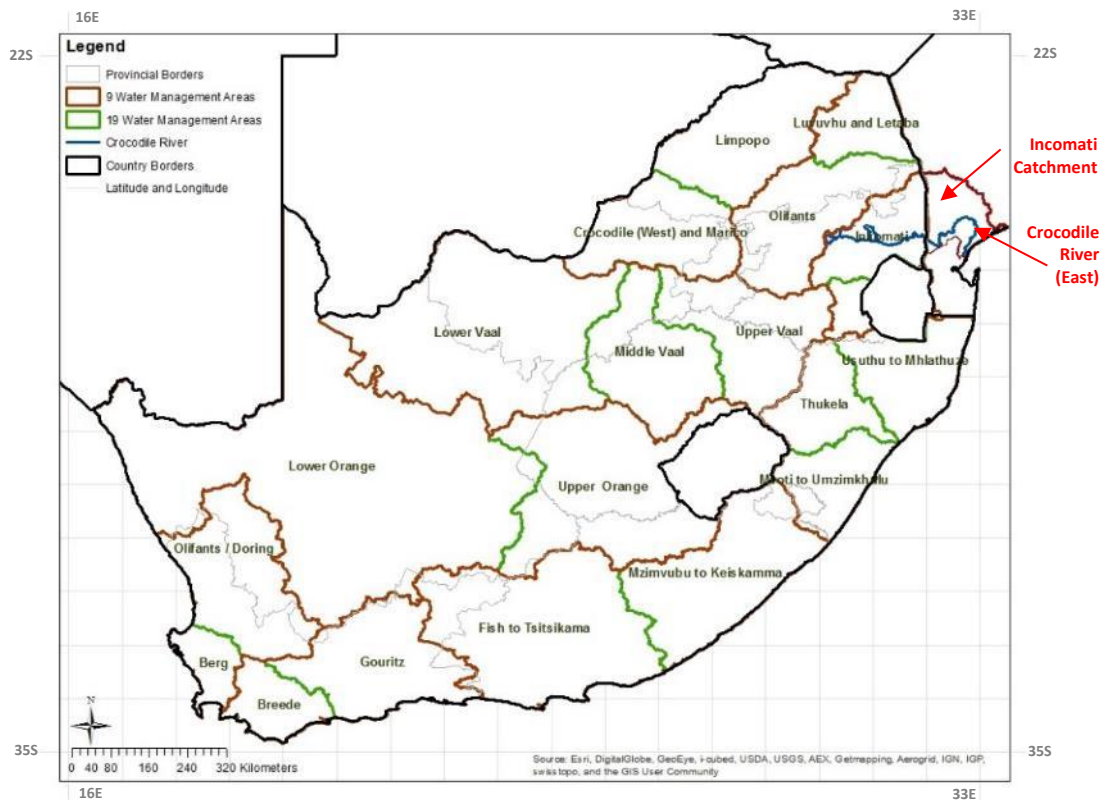 16E
33E
22S
22S
Legend
Provincial Borders
9 Water Management Areas
19 Water Management Areas
Crocodile River
Country Borders
Latitude and Longitude
Luvuvhu and Letaba
Limpopo
Incomati
Catchment
Olifants
Crocodile (West) and Marico
Inkomati
Crocodile
River
(East)
Lower Vaal
Upper Vaal
Middle Vaal
Usuthu to Mhlathuze
Thukela
Lower Orange
Upper Orange
Mvoti to Umzimkhulu
Olifants / Doring
Mzimvubu to Keiskamma
Fish to Tsitsikama
Berg
Gouritz
Breede
N
0 40 80 160 240 320 Kilometers
Source: Esri, DigitalGlobe, GeoEye, i-cubed, USDA, USGS, AEX, Getmapping, Aerogrid, IGN, IGP,
swisstopo, and the GIS User Community
35S
35S
16E
33E